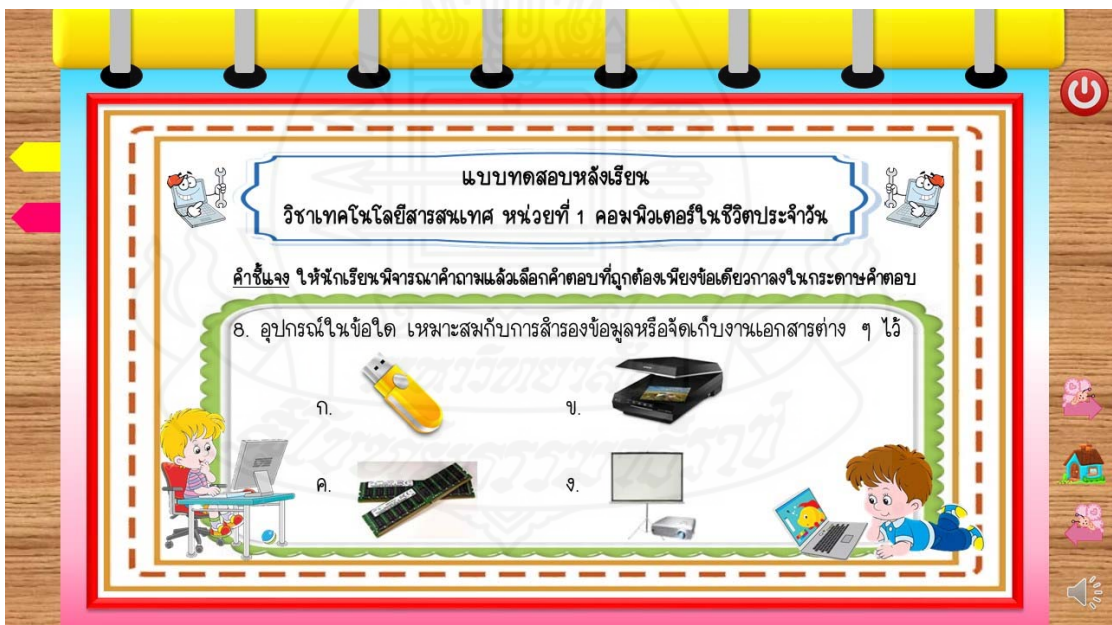 แบบทดสอบหลังเรียน
วิชาเทคโนโลยีสารสนเทศ หน่วยที่ 1 คอมพิวเตอร์ในชีวิตประจำวัน
คำชี้แจง ให้นักเรียนพิจารณาคำถามแล้วเลือกคำตอบที่ถูกต้องเพียงข้อเดียวกาลงในกระดาษคำตอบ
8. อุปกรณ์ในข้อใด เหมาะสมกับการสำรองข้อมูลหรือจัดเก็บงานเอกสารต่าง ๆ ไว้
ก.
ข.
ค.
ง.